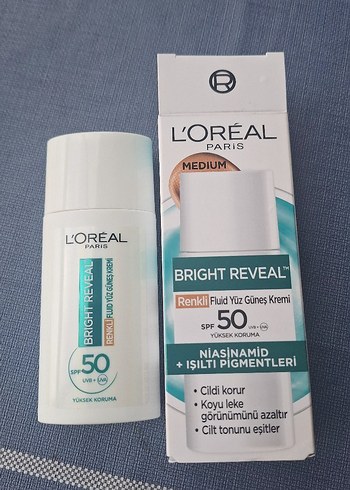 L'ORÉAL
PARIS
BRIGHT REVEAL
RENKLİ FLUID YÜZ GÜNEŞ KREMİ
SPF 50
UVB + UVA
YÜKSEK KORUMA
L'ORÉAL
PARIS
MEDIUM
BRIGHT REVEAL™
Renkli Fluid Yüz Güneş Kremi
SPF 50 UVB + UVA
YÜKSEK KORUMA
NİASİNAMİD
+ IŞILTI PİGMENTLERİ
• Cildi korur
• Koyu leke
görünümünü azaltır
• Cilt tonunu eşitler